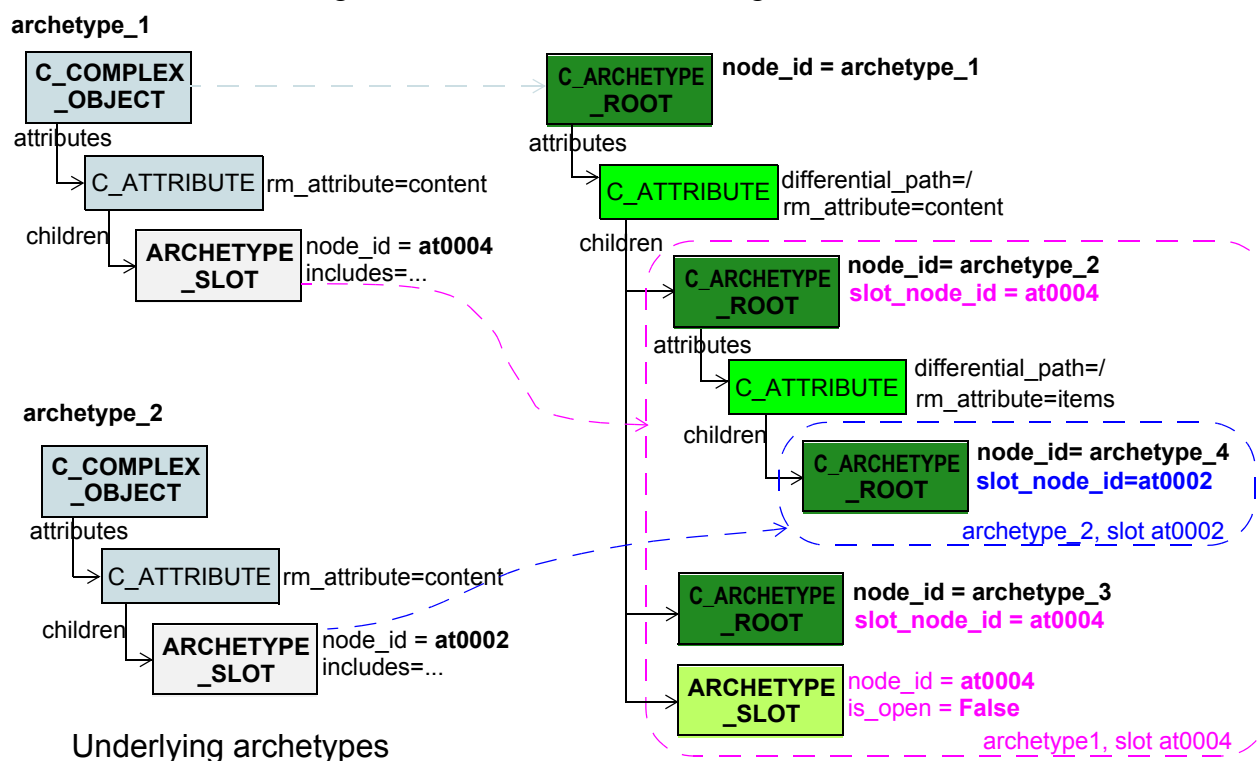 archetype_1
C_COMPLEX
_OBJECT
attributes
C_ATTRIBUTE
rm_attribute=content
children
ARCHETYPE
_SLOT
node_id = at0004
includes=...
archetype_2
C_COMPLEX
_OBJECT
attributes
C_ATTRIBUTE
rm_attribute=content
children
ARCHETYPE
_SLOT
node_id = at0002
includes=...
Underlying archetypes
C_ARCHETYPE
_ROOT
node_id = archetype_1
attributes
C_ATTRIBUTE
differential_path=/
rm_attribute=content
children
C_ARCHETYPE
_ROOT
node_id= archetype_2
slot_node_id = at0004
attributes
C_ATTRIBUTE
differential_path=/
rm_attribute=items
children
C_ARCHETYPE
_ROOT
node_id= archetype_4
slot_node_id=at0002
archetype_2, slot at0002
C_ARCHETYPE
_ROOT
node_id = archetype_3
slot_node_id = at0004
ARCHETYPE
_SLOT
node_id = at0004
is_open = False
archetype1, slot at0004